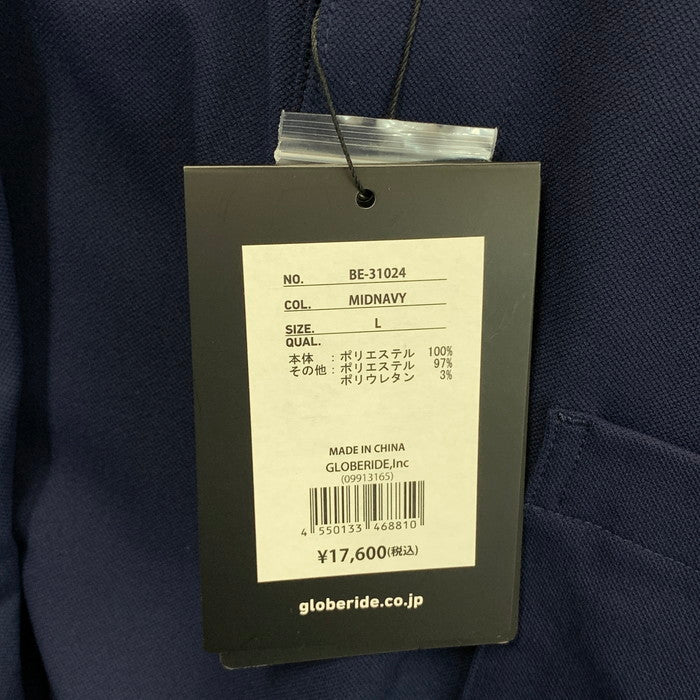 NO. BE-31024
COL. MIDNAVY
SIZE. L
QUAL.
本体 : ポリエステル 100%
その他 : ポリエステル 97%
ポリウレタン 3%
MADE IN CHINA
GLOBERIDE,Inc
(09913165)
4 550133 468810
¥17,600(税込)
globeride.co.jp